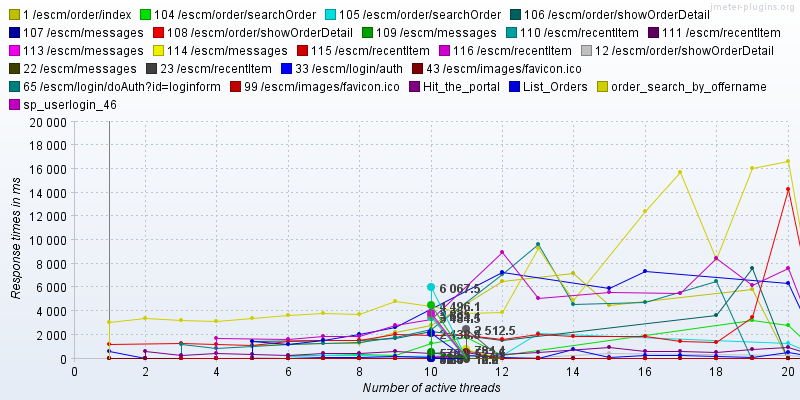 jmeter-plugins.org
1 /escm/order/index 104 /escm/order/searchOrder 105 /escm/order/searchOrder 106 /escm/order/showOrderDetail
107 /escm/messages 108 /escm/order/showOrderDetail 109 /escm/messages 110 /escm/recentItem 111 /escm/recentItem
113 /escm/messages 114 /escm/messages 115 /escm/recentItem 116 /escm/recentItem 12 /escm/order/showOrderDetail
22 /escm/messages 23 /escm/recentItem 33 /escm/login/auth 43 /escm/images/favicon.ico
65 /escm/login/doAuth?id=loginform 99 /escm/images/favicon.ico Hit_the_portal List_Orders order_search_by_offername
sp_userlogin_46
20 000
18 000
16 000
14 000
12 000
10 000
8 000
6 000
4 000
2 000
0
Response times in ms
6 067.5
4 496.1
2 512.5
0 2 4 6 8 10 12 14 16 18 20
Number of active threads